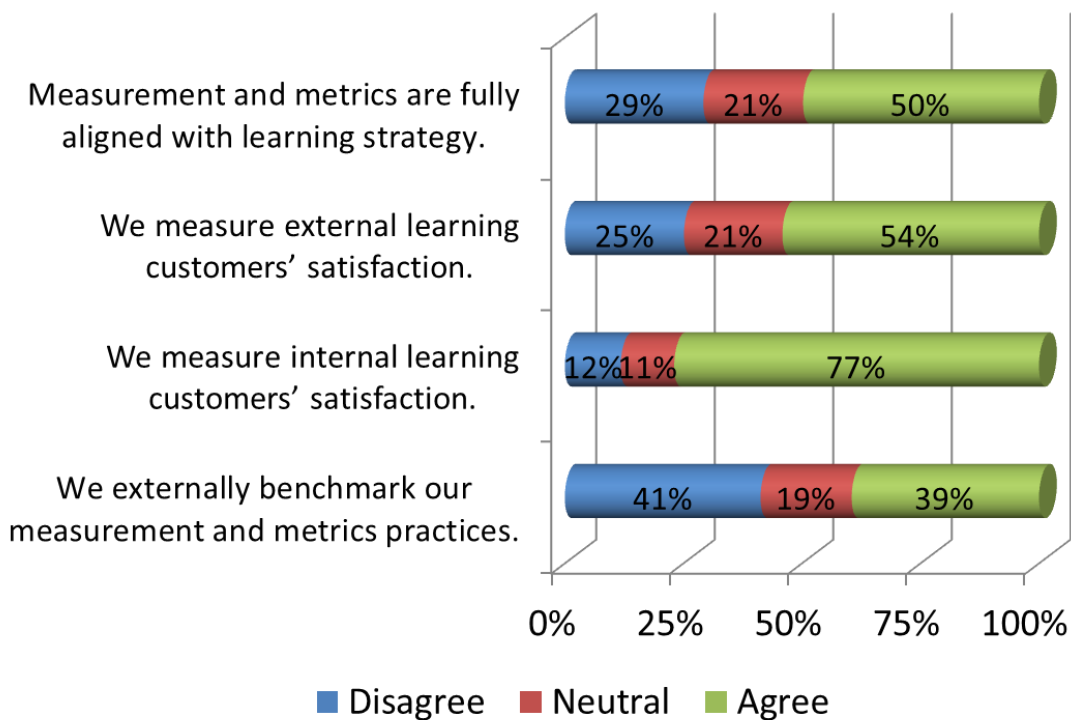 Measurement and metrics are fully
aligned with learning strategy.
29% 21% 50%
We measure external learning
customers’ satisfaction.
25% 21% 54%
We measure internal learning
customers’ satisfaction.
12% 11% 77%
We externally benchmark our
measurement and metrics practices.
41% 19% 39%
0% 25% 50% 75% 100%
Disagree Neutral Agree